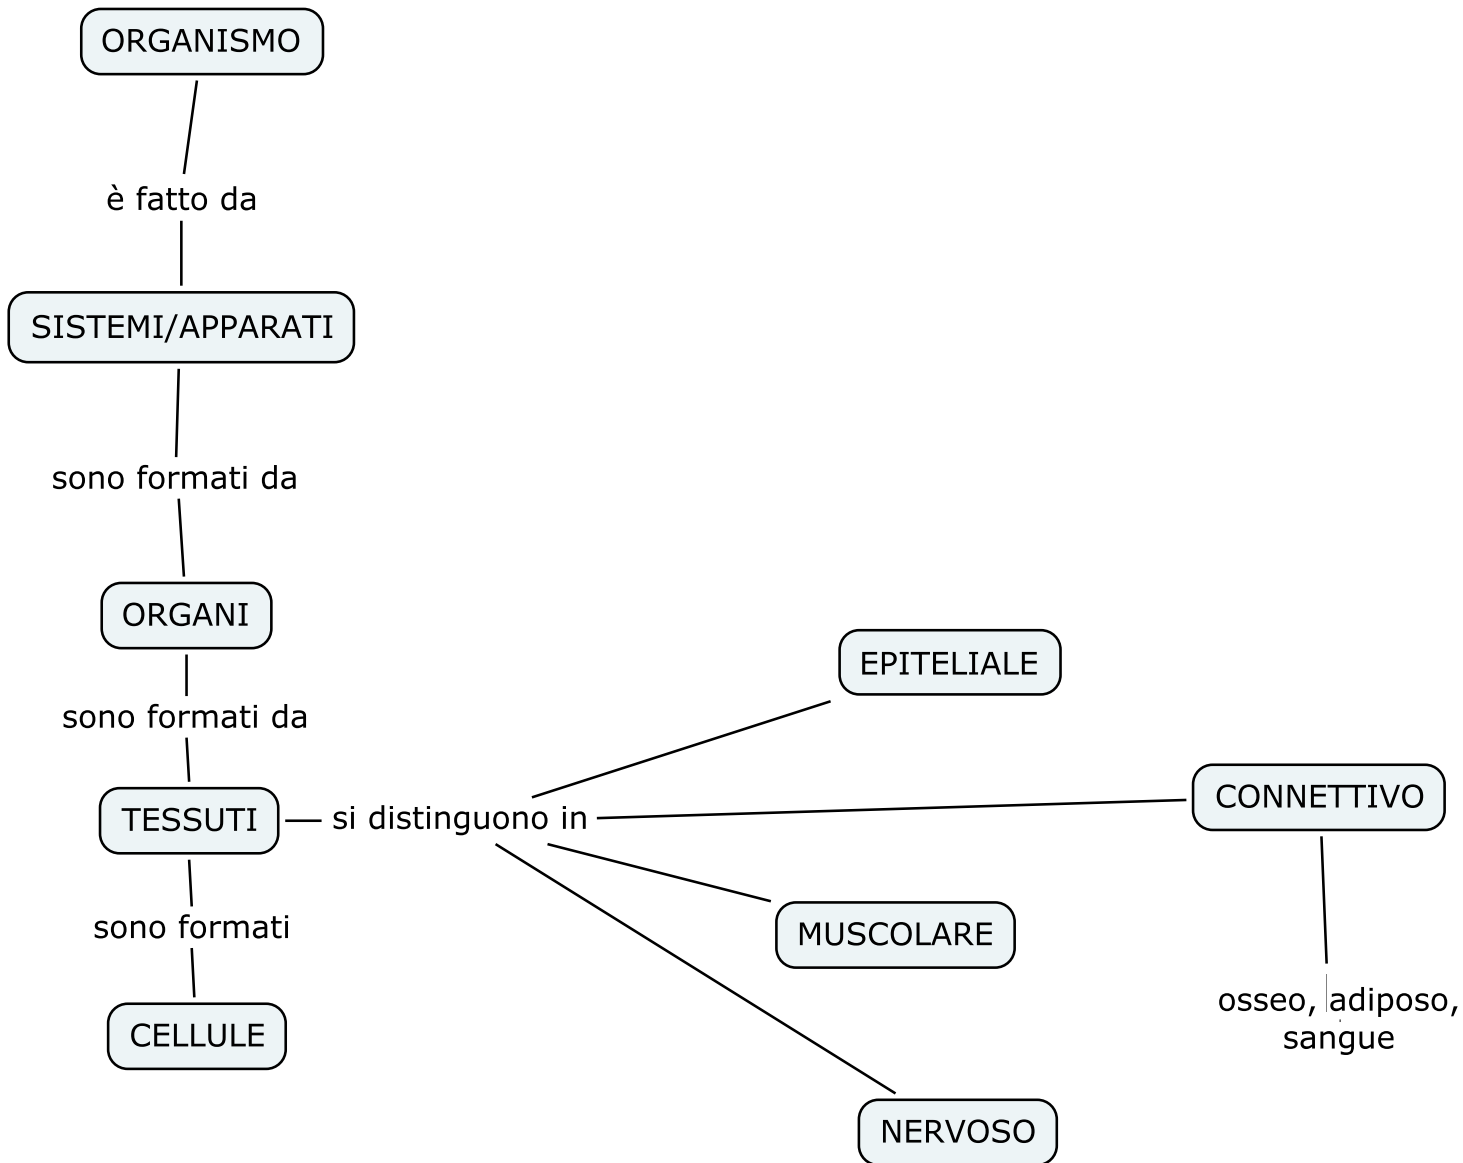 ORGANISMO
è fatto da
SISTEMI/APPARATI
sono formati da
ORGANI
sono formati da
TESSUTI
si distinguono in
EPITELIALE
CONNETTIVO
MUSCOLARE
osseo, adiposo,
sangue
NERVOSO
sono formati
CELLULE